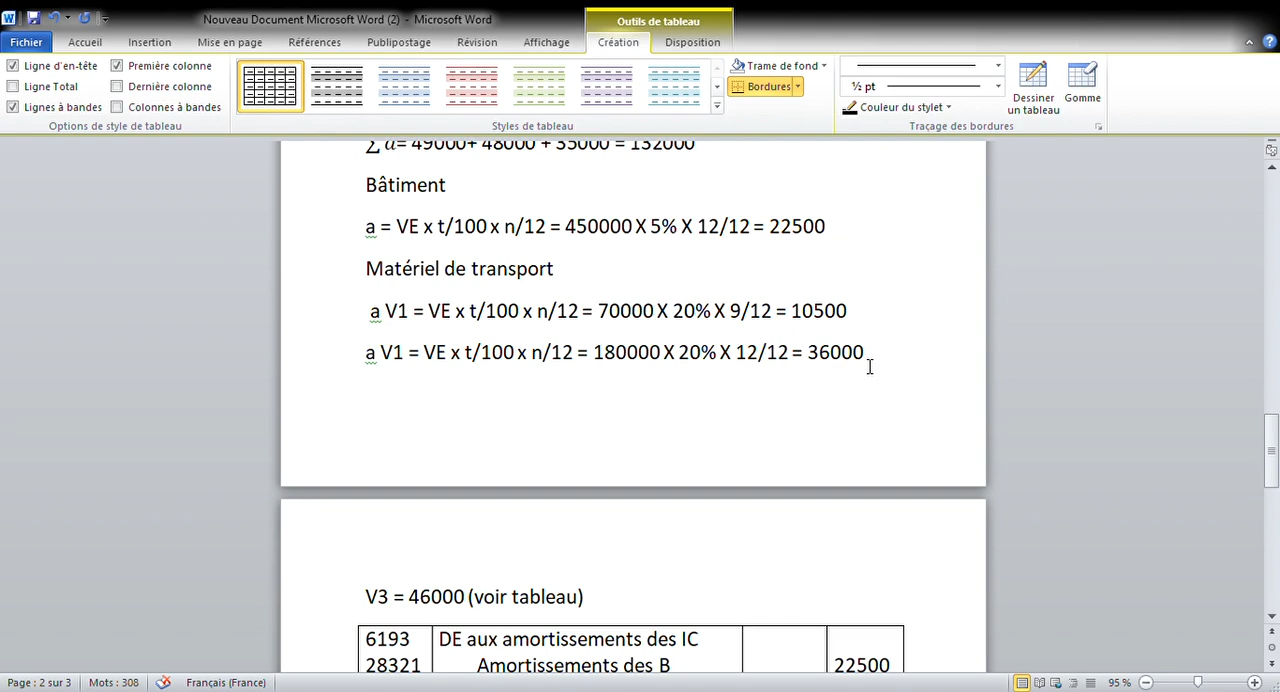 Nouveau Document Microsoft Word (2) - Microsoft Word
Outils de tableau
Fichier Accueil Insertion Mise en page Références Publipostage Révision Affichage Création Disposition
Ligne d'en-tête Première colonne
Ligne Total Dernière colonne
Lignes à bandes Colonnes à bandes
Options de style de tableau
Styles de tableau
Trame de fond
Bordures
½ pt
Couleur du stylet
Dessiner un tableau
Gomme
Traçage des bordures
∑ a= 49000+ 48000 + 35000 = 132000
Bâtiment
a = VE x t/100 x n/12 = 450000 X 5% X 12/12 = 22500
Matériel de transport
a V1 = VE x t/100 x n/12 = 70000 X 20% X 9/12 = 10500
a V1 = VE x t/100 x n/12 = 180000 X 20% X 12/12 = 36000
V3 = 46000 (voir tableau)
6193 DE aux amortissements des IC
28321 Amortissements des B 22500
Page : 2 sur 3 Mots : 308 Français (France) 95 %